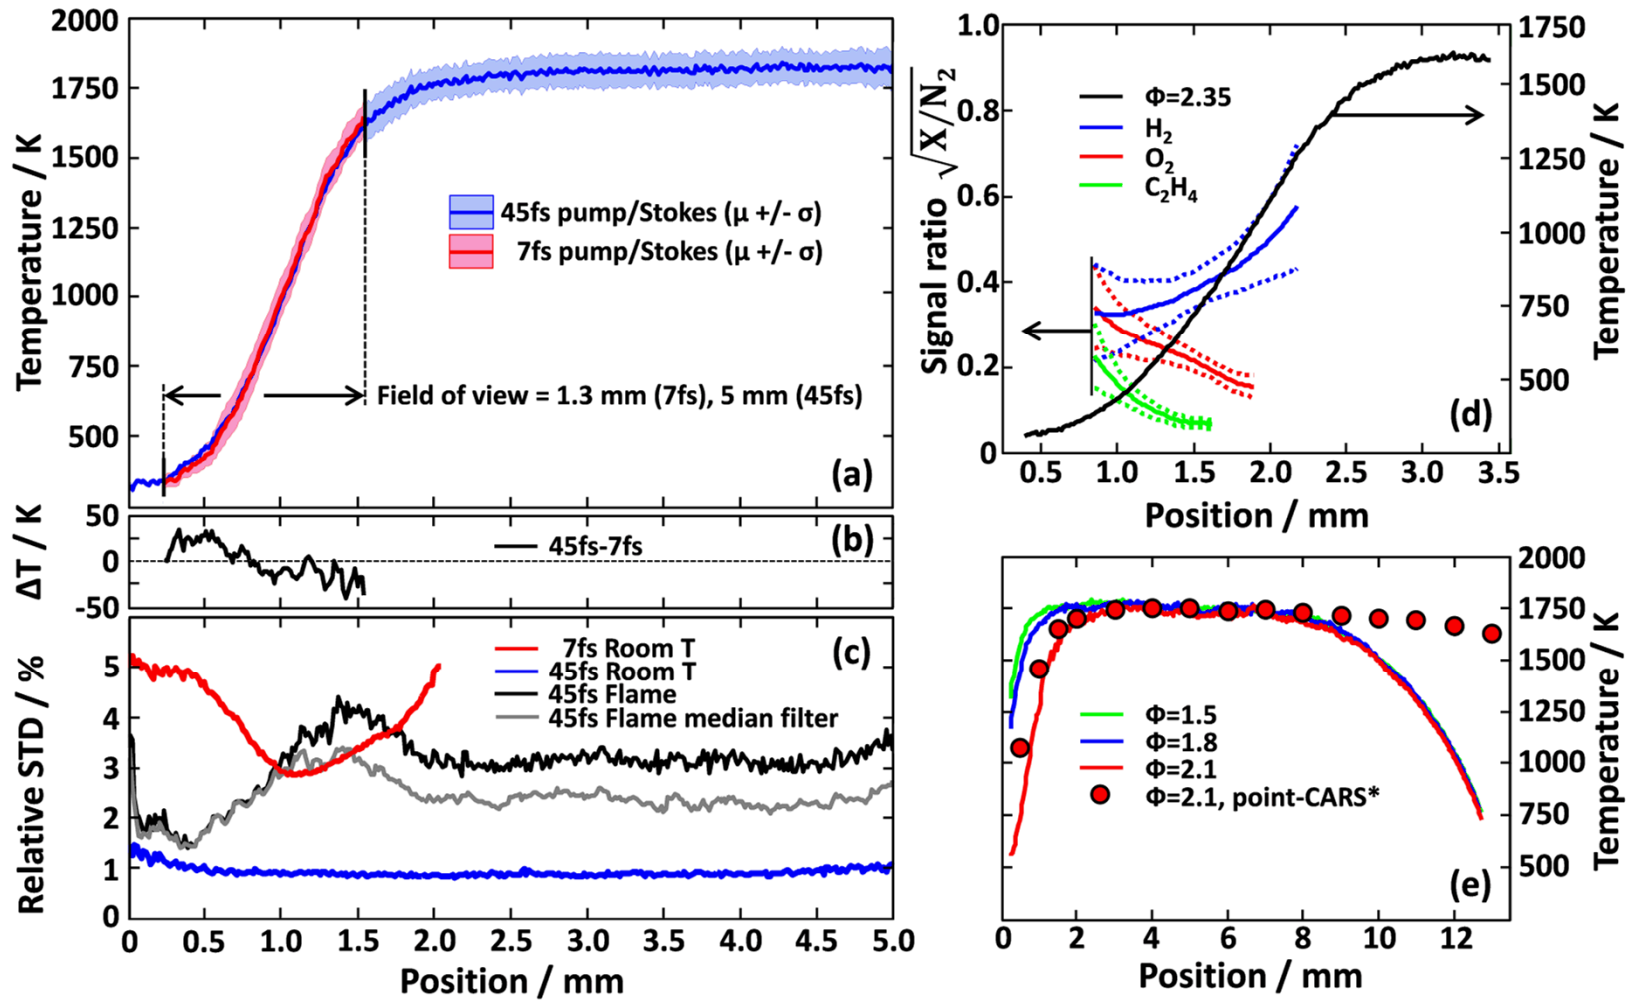 2000
1750
1500
1250
1000
750
500
Temperature / K
45fs pump/Stokes (μ +/- σ)
7fs pump/Stokes (μ +/- σ)
Field of view = 1.3 mm (7fs), 5 mm (45fs)
(a)
50
0
-50
ΔT / K
45fs-7fs
(b)
5
4
3
2
1
0
Relative STD / %
7fs Room T
45fs Room T
45fs Flame
45fs Flame median filter
(c)
0 0.5 1.0 1.5 2.0 2.5 3.0 3.5 4.0 4.5 5.0
Position / mm
1.0
0.8
0.6
0.4
0.2
0
Signal ratio √X/N₂
Φ=2.35
H₂
O₂
C₂H₄
1750
1500
1250
1000
750
500
Temperature / K
(d)
0.5 1.0 1.5 2.0 2.5 3.0 3.5
Position / mm
2000
1750
1500
1250
1000
750
500
Temperature / K
Φ=1.5
Φ=1.8
Φ=2.1
Φ=2.1, point-CARS*
(e)
0 2 4 6 8 10 12
Position / mm